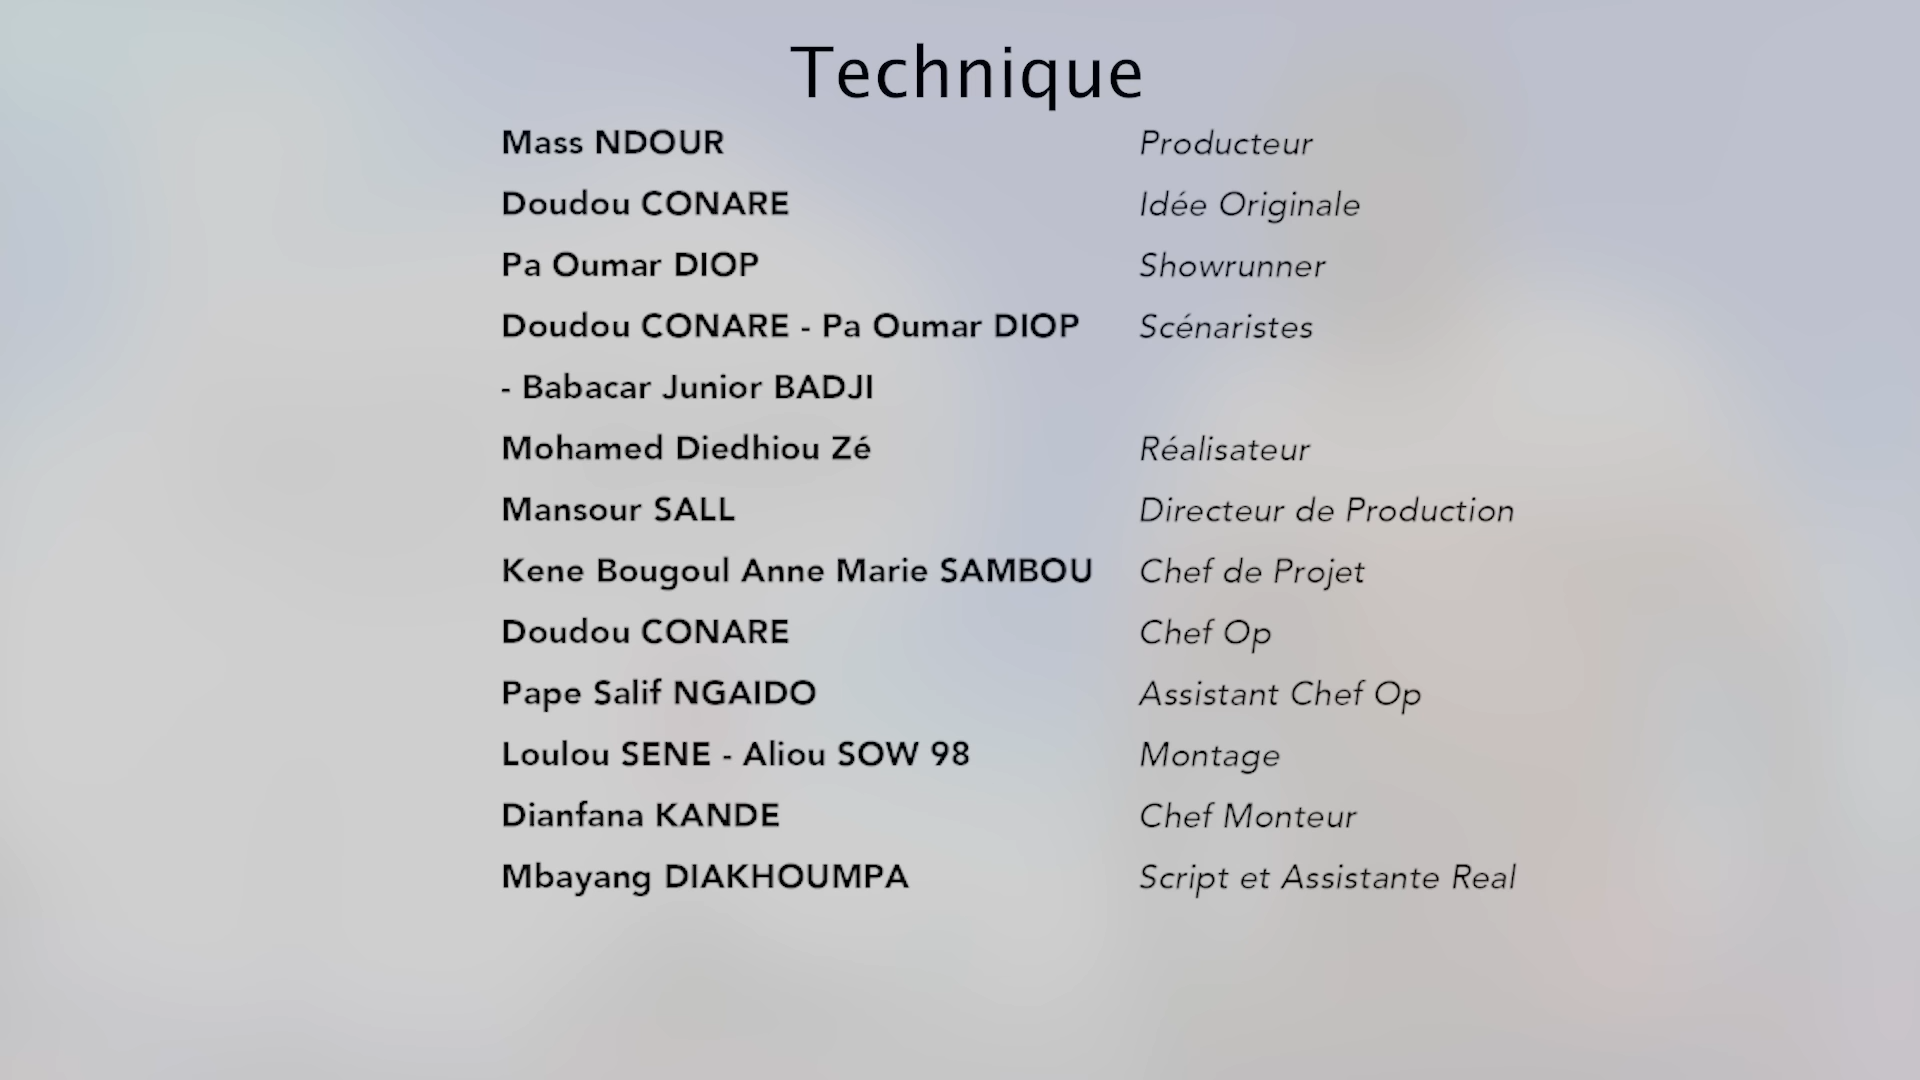 Technique
Mass NDOUR Producteur
Doudou CONARE Idée Originale
Pa Oumar DIOP Showrunner
Doudou CONARE - Pa Oumar DIOP Scénaristes
- Babacar Junior BADJI
Mohamed Diedhiou Zé Réalisateur
Mansour SALL Directeur de Production
Kene Bougoul Anne Marie SAMBOU Chef de Projet
Doudou CONARE Chef Op
Pape Salif NGAIDO Assistant Chef Op
Loulou SENE - Aliou SOW 98 Montage
Dianfana KANDE Chef Monteur
Mbayang DIAKHOUMPA Script et Assistante Real